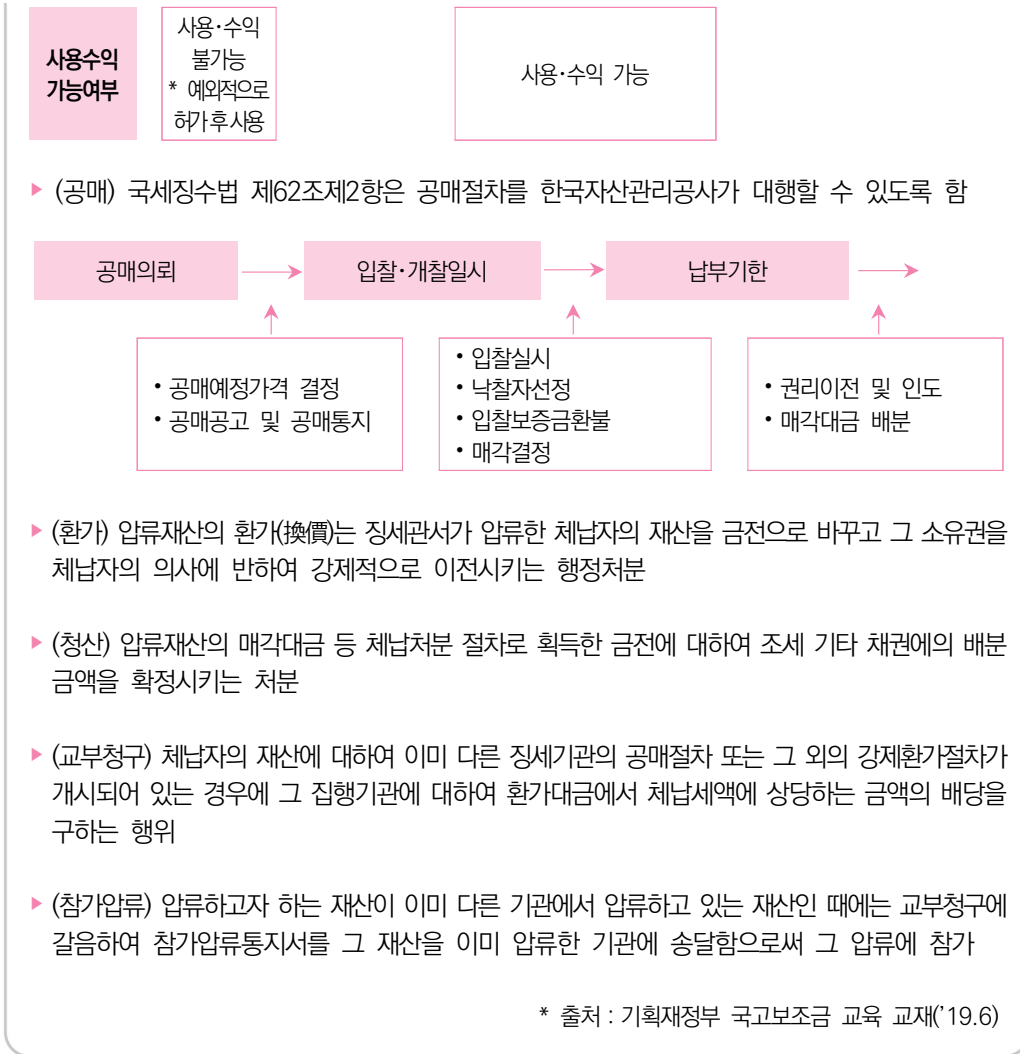 사용수익
가능여부
사용·수익
불가능
* 예외적으로
허가 후 사용
사용·수익 가능
▶ (공매) 국세징수법 제62조제2항은 공매절차를 한국자산관리공사가 대행할 수 있도록 함
공매의뢰
입찰·개찰일시
납부기한
• 공매예정가격 결정
• 공매공고 및 공매통지
• 입찰실시
• 낙찰자선정
• 입찰보증금환불
• 매각결정
• 권리이전 및 인도
• 매각대금 배분
▶ (환가) 압류재산의 환가(換價)는 징세관서가 압류한 체납자의 재산을 금전으로 바꾸고 그 소유권을
체납자의 의사에 반하여 강제적으로 이전시키는 행정처분
▶ (청산) 압류재산의 매각대금 등 체납처분 절차로 획득한 금전에 대하여 조세 기타 채권에의 배분
금액을 확정시키는 처분
▶ (교부청구) 체납자의 재산에 대하여 이미 다른 징세기관의 공매절차 또는 그 외의 강제환가절차가
개시되어 있는 경우에 그 집행기관에 대하여 환가대금에서 체납세액에 상당하는 금액의 배당을
구하는 행위
▶ (참가압류) 압류하고자 하는 재산이 이미 다른 기관에서 압류하고 있는 재산인 때에는 교부청구에
갈음하여 참가압류통지서를 그 재산을 이미 압류한 기관에 송달함으로써 그 압류에 참가
* 출처 : 기획재정부 국고보조금 교육 교재('19.6)